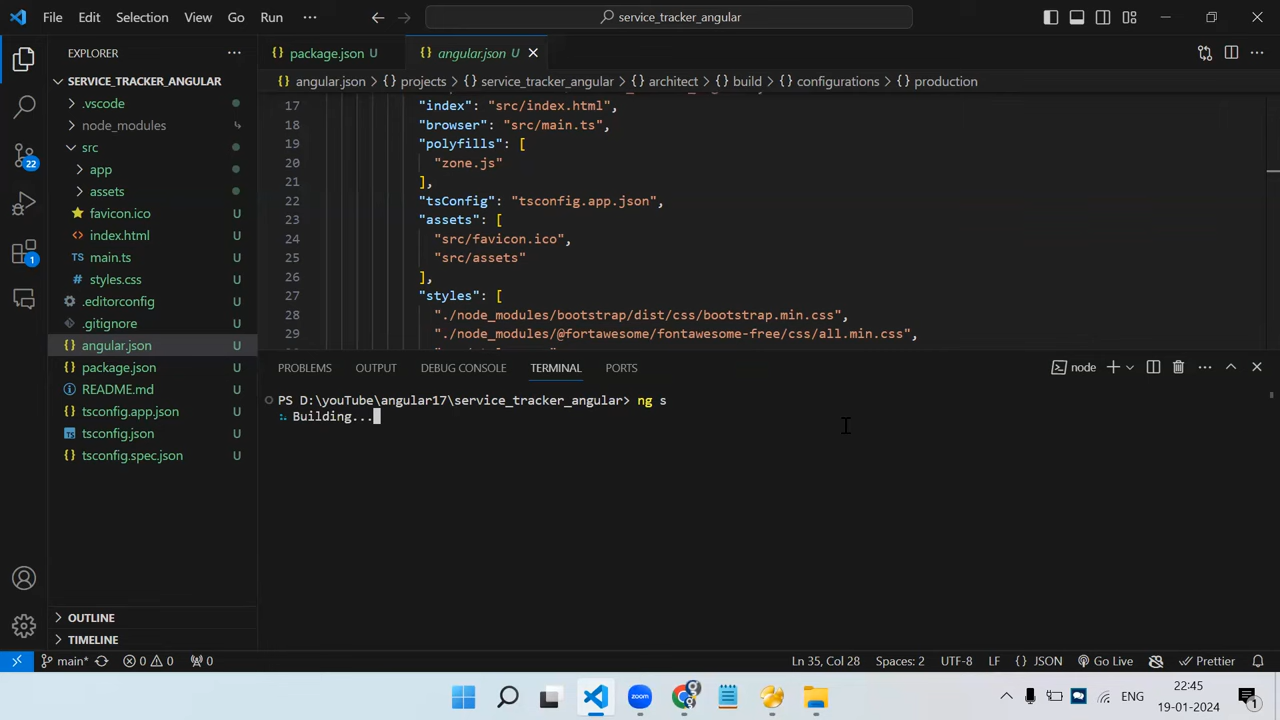 File Edit Selection View Go Run ··· service_tracker_angular
EXPLORER ···
SERVICE_TRACKER_ANGULAR
.vscode
node_modules
src
app
assets
favicon.ico U
index.html U
main.ts U
styles.css U
.editorconfig U
.gitignore U
angular.json U
package.json U
README.md U
tsconfig.app.json U
tsconfig.json U
tsconfig.spec.json U
OUTLINE
TIMELINE
22
1
package.json U angular.json U
angular.json > {} projects > {} service_tracker_angular > {} architect > {} build > {} configurations > {} production
17 "index": "src/index.html",
18 "browser": "src/main.ts",
19 "polyfills": [
20 "zone.js"
21 ],
22 "tsConfig": "tsconfig.app.json",
23 "assets": [
24 "src/favicon.ico",
25 "src/assets"
26 ],
27 "styles": [
28 "./node_modules/bootstrap/dist/css/bootstrap.min.css",
29 "./node_modules/@fortawesome/fontawesome-free/css/all.min.css",
PROBLEMS OUTPUT DEBUG CONSOLE TERMINAL PORTS node
PS D:\youTube\angular17\service_tracker_angular> ng s
Building...
main* 0 0 0 Ln 35, Col 28 Spaces: 2 UTF-8 LF {} JSON Go Live Prettier
zoom
ENG
22:45
19-01-2024
1